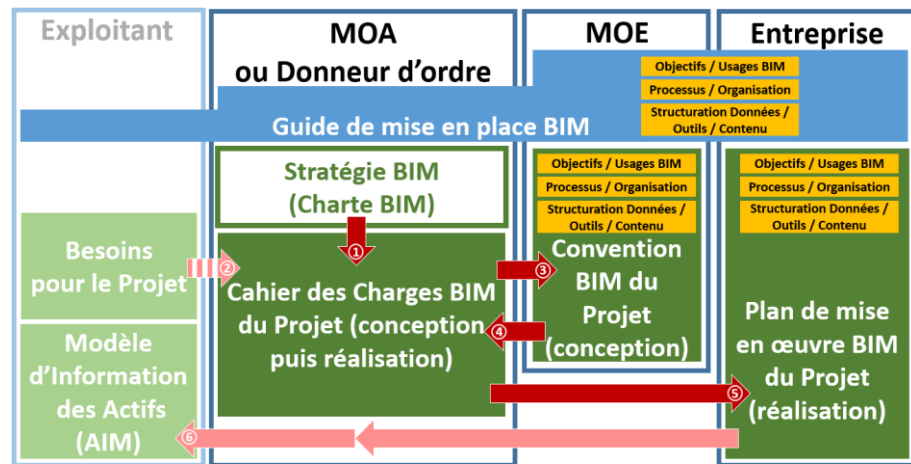 Exploitant
MOA
ou Donneur d'ordre
MOE
Entreprise
Objectifs / Usages BIM
Processus / Organisation
Structuration Données /
Outils / Contenu
Guide de mise en place BIM
Stratégie BIM
(Charte BIM)
①
Besoins
pour le Projet
②
Cahier des Charges BIM
du Projet (conception
puis réalisation)
③
④
Objectifs / Usages BIM
Processus / Organisation
Structuration Données /
Outils / Contenu
Convention
BIM du
Projet
(conception)
Objectifs / Usages BIM
Processus / Organisation
Structuration Données /
Outils / Contenu
Plan de mise
en œuvre BIM
du Projet
(réalisation)
⑤
Modèle
d'Information
des Actifs
(AIM)
⑥